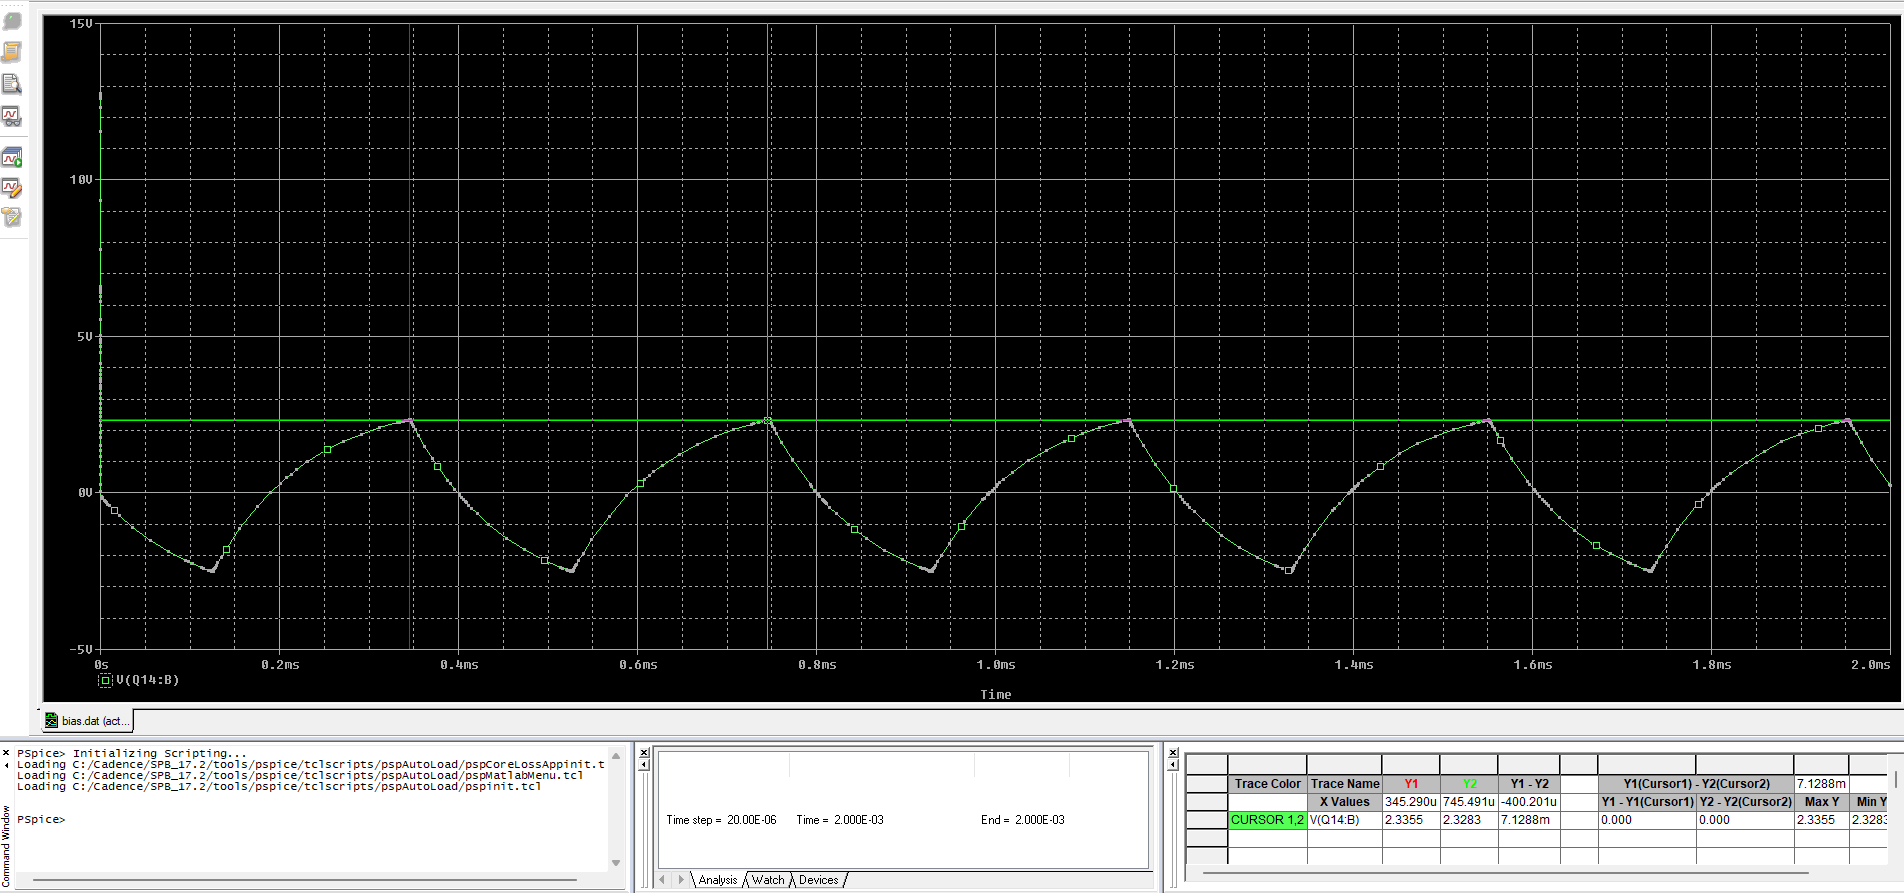 15V
10V
5V
0V
-5V
0s 0.2ms 0.4ms 0.6ms 0.8ms 1.0ms 1.2ms 1.4ms 1.6ms 1.8ms 2.0ms
V(Q14:B)
Time
bias.dat (act...
PSpice> Initializing Scripting...
Loading C:/Cadence/SPB_17.2/tools/pspice/tclscripts/pspAutoLoad/pspCoreLossAppinit.t
Loading C:/Cadence/SPB_17.2/tools/pspice/tclscripts/pspAutoLoad/pspMatlabMenu.tcl
Loading C:/Cadence/SPB_17.2/tools/pspice/tclscripts/pspAutoLoad/pspinit.tcl
PSpice>
Command Window
Time step = 20.00E-06 Time = 2.000E-03 End = 2.000E-03
Analysis Watch Devices
Trace Color Trace Name Y1 Y2 Y1 - Y2 Y1(Cursor1) - Y2(Cursor2) 7.1288m
X Values 345.290u 745.491u -400.201u Y1 - Y1(Cursor1) Y2 - Y2(Cursor2) Max Y Min Y
CURSOR 1,2 V(Q14:B) 2.3355 2.3283 7.1288m 0.000 0.000 2.3355 2.3283